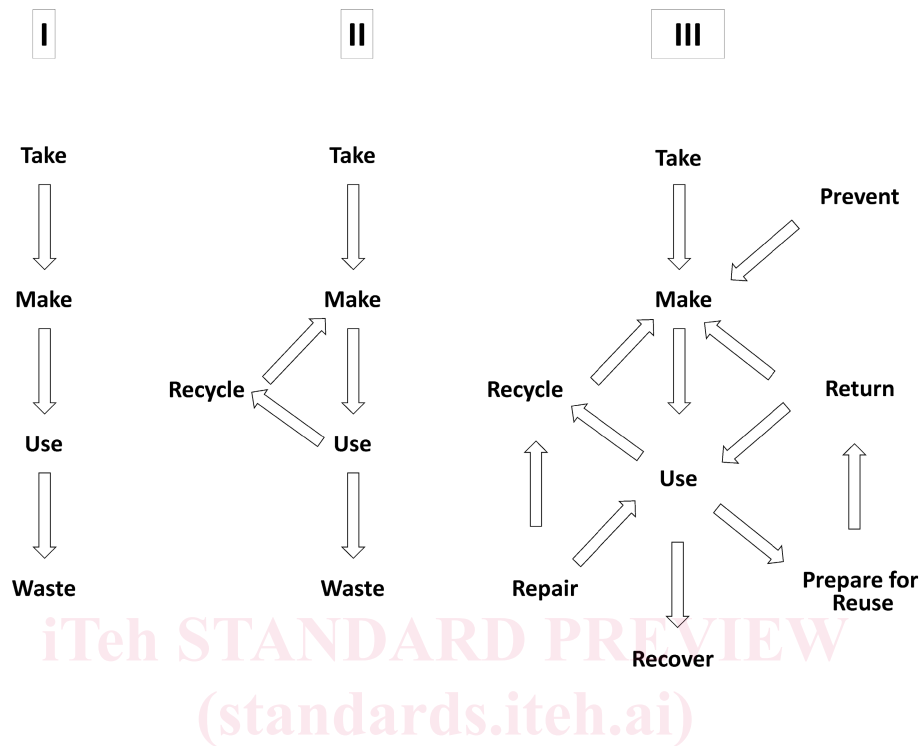 I
II
III
Take
Take
Take
Prevent
Make
Make
Make
Recycle
Recycle
Return
Use
Use
Use
Waste
Waste
Repair
Prepare for
Reuse
iTeh STANDARD PREVIEW
Recover
(standards.iteh.ai)